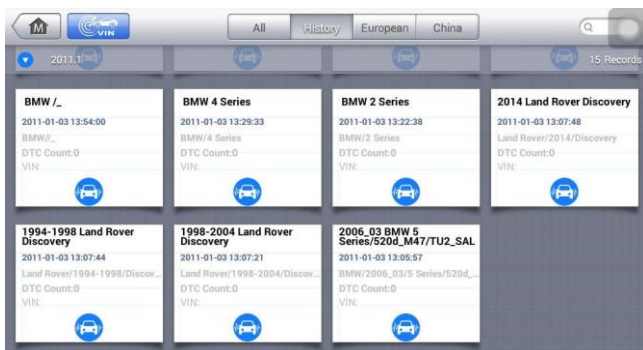 M
VIN
All
History
European
China
2011.1
15 Records
BMW /_
2011-01-03 13:54:00
BMW//_
DTC Count:0
VIN:
BMW 4 Series
2011-01-03 13:29:33
BMW/4 Series
DTC Count:0
VIN:
BMW 2 Series
2011-01-03 13:22:38
BMW/2 Series
DTC Count:0
VIN:
2014 Land Rover Discovery
2011-01-03 13:07:48
Land Rover/2014/Discovery
DTC Count:0
VIN:
1994-1998 Land Rover
Discovery
2011-01-03 13:07:44
Land Rover/1994-1998/Discov...
DTC Count:0
VIN:
1998-2004 Land Rover
Discovery
2011-01-03 13:07:21
Land Rover/1998-2004/Discov...
DTC Count:0
VIN:
2006_03 BMW 5
Series/520d_M47/TU2_SAL
2011-01-03 13:05:57
BMW/2006_03/5 Series/520d_...
DTC Count:0
VIN: